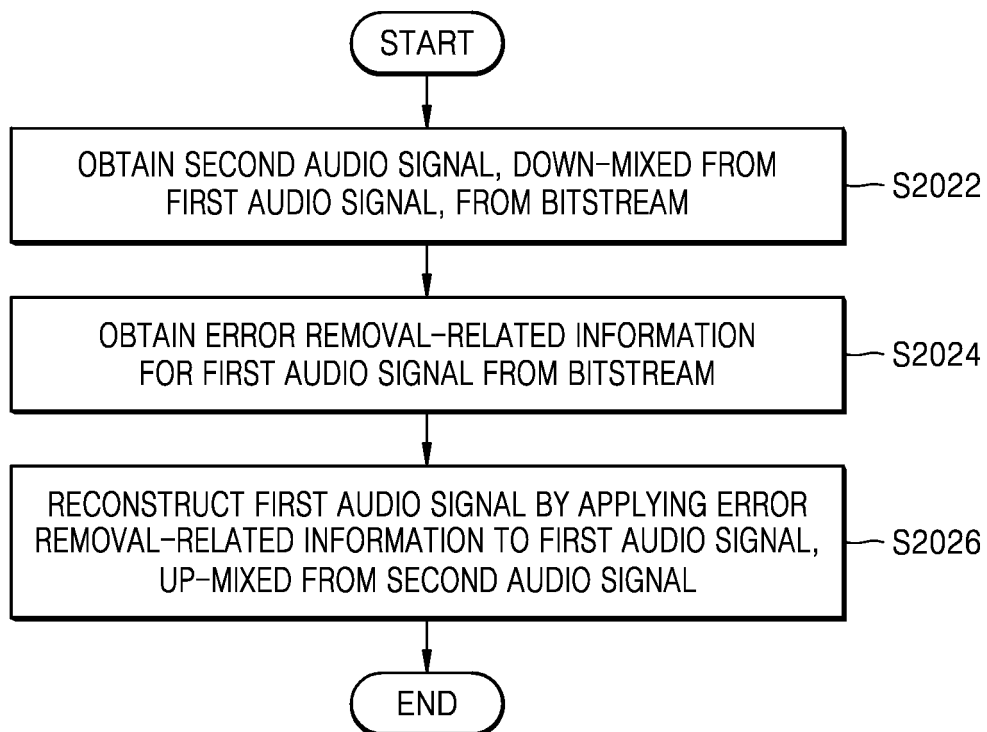 START
OBTAIN SECOND AUDIO SIGNAL, DOWN-MIXED FROM
FIRST AUDIO SIGNAL, FROM BITSTREAM
S2022
OBTAIN ERROR REMOVAL-RELATED INFORMATION
FOR FIRST AUDIO SIGNAL FROM BITSTREAM
S2024
RECONSTRUCT FIRST AUDIO SIGNAL BY APPLYING ERROR
REMOVAL-RELATED INFORMATION TO FIRST AUDIO SIGNAL,
UP-MIXED FROM SECOND AUDIO SIGNAL
S2026
END